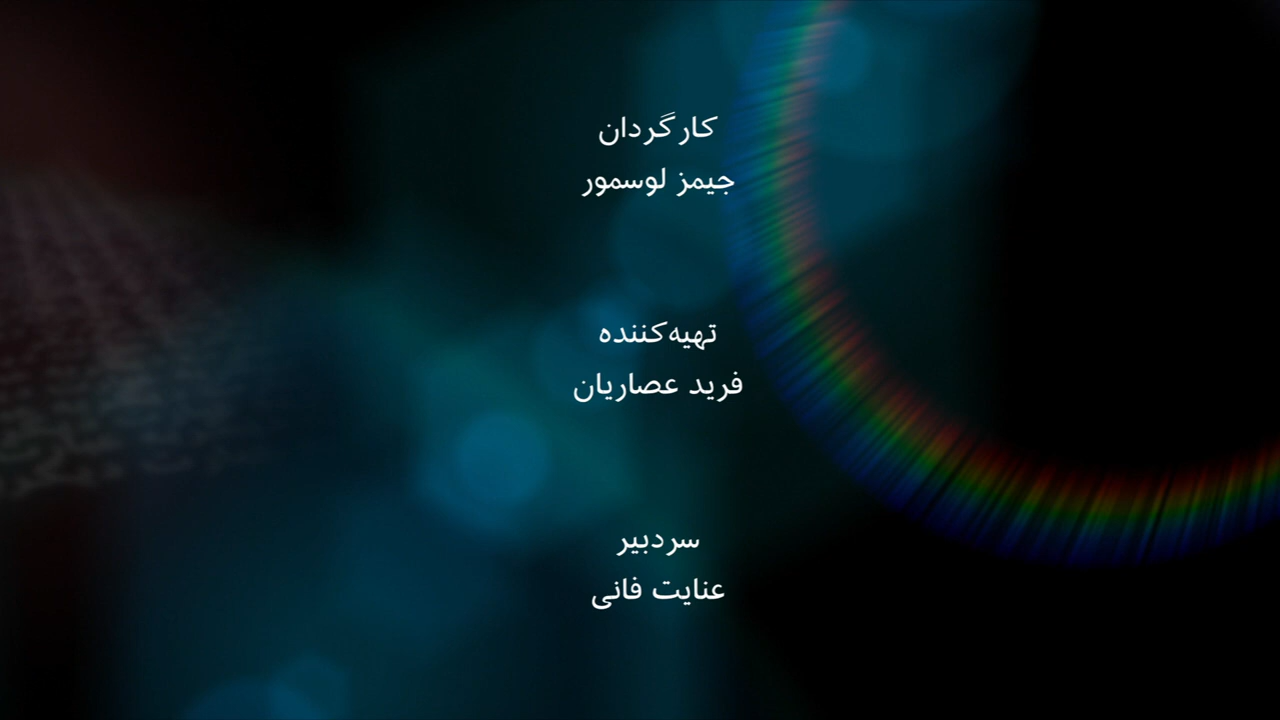 کارگردان
جیمز لوسمور
تهیه‌کننده
فرید عصاریان
سردبیر
عنایت فانی